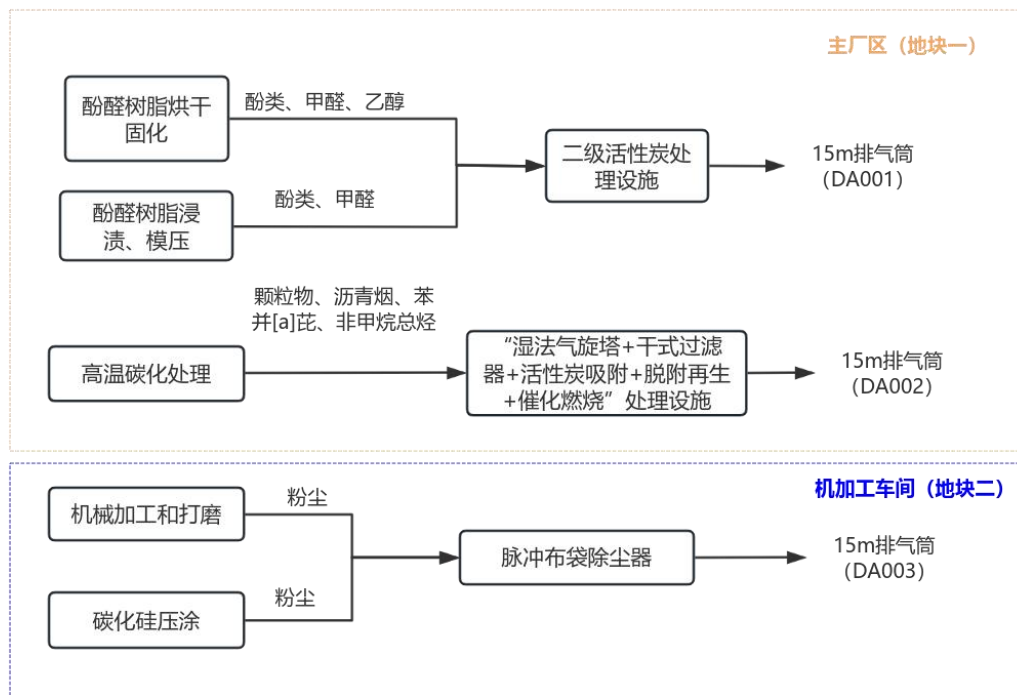 主厂区（地块一）
酚醛树脂烘干
固化
酚类、甲醛、乙醇
二级活性炭处
理设施
15m排气筒
（DA001）
酚醛树脂浸
渍、模压
酚类、甲醛
颗粒物、沥青烟、苯
并[a]芘、非甲烷总烃
高温碳化处理
“湿法气旋塔+干式过滤
器+活性炭吸附+脱附再生
+催化燃烧”处理设施
15m排气筒
（DA002）
机加工车间（地块二）
机械加工和打磨
粉尘
脉冲布袋除尘器
15m排气筒
（DA003）
碳化硅压涂
粉尘